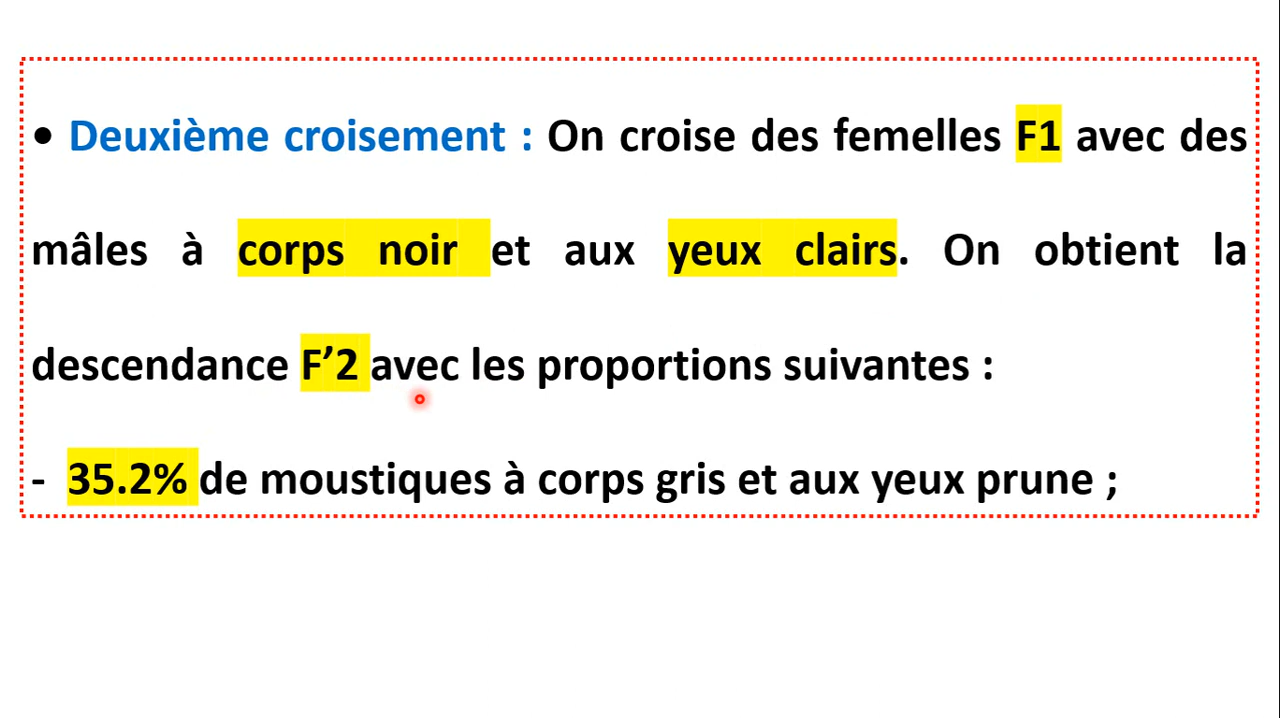 • Deuxième croisement : On croise des femelles F1 avec des
mâles à corps noir et aux yeux clairs. On obtient la
descendance F’2 avec les proportions suivantes :
- 35.2% de moustiques à corps gris et aux yeux prune ;